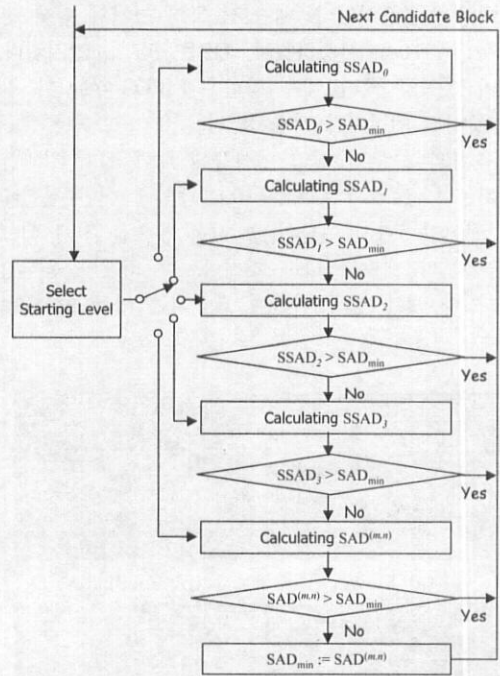 Next Candidate Block
Calculating SSAD0
SSAD0 > SADmin
Yes
No
Calculating SSAD1
SSAD1 > SADmin
Yes
No
Select
Starting Level
Calculating SSAD2
SSAD2 > SADmin
Yes
No
Calculating SSAD3
SSAD3 > SADmin
Yes
No
Calculating SAD(m,n)
SAD(m,n) > SADmin
Yes
No
SADmin := SAD(m,n)